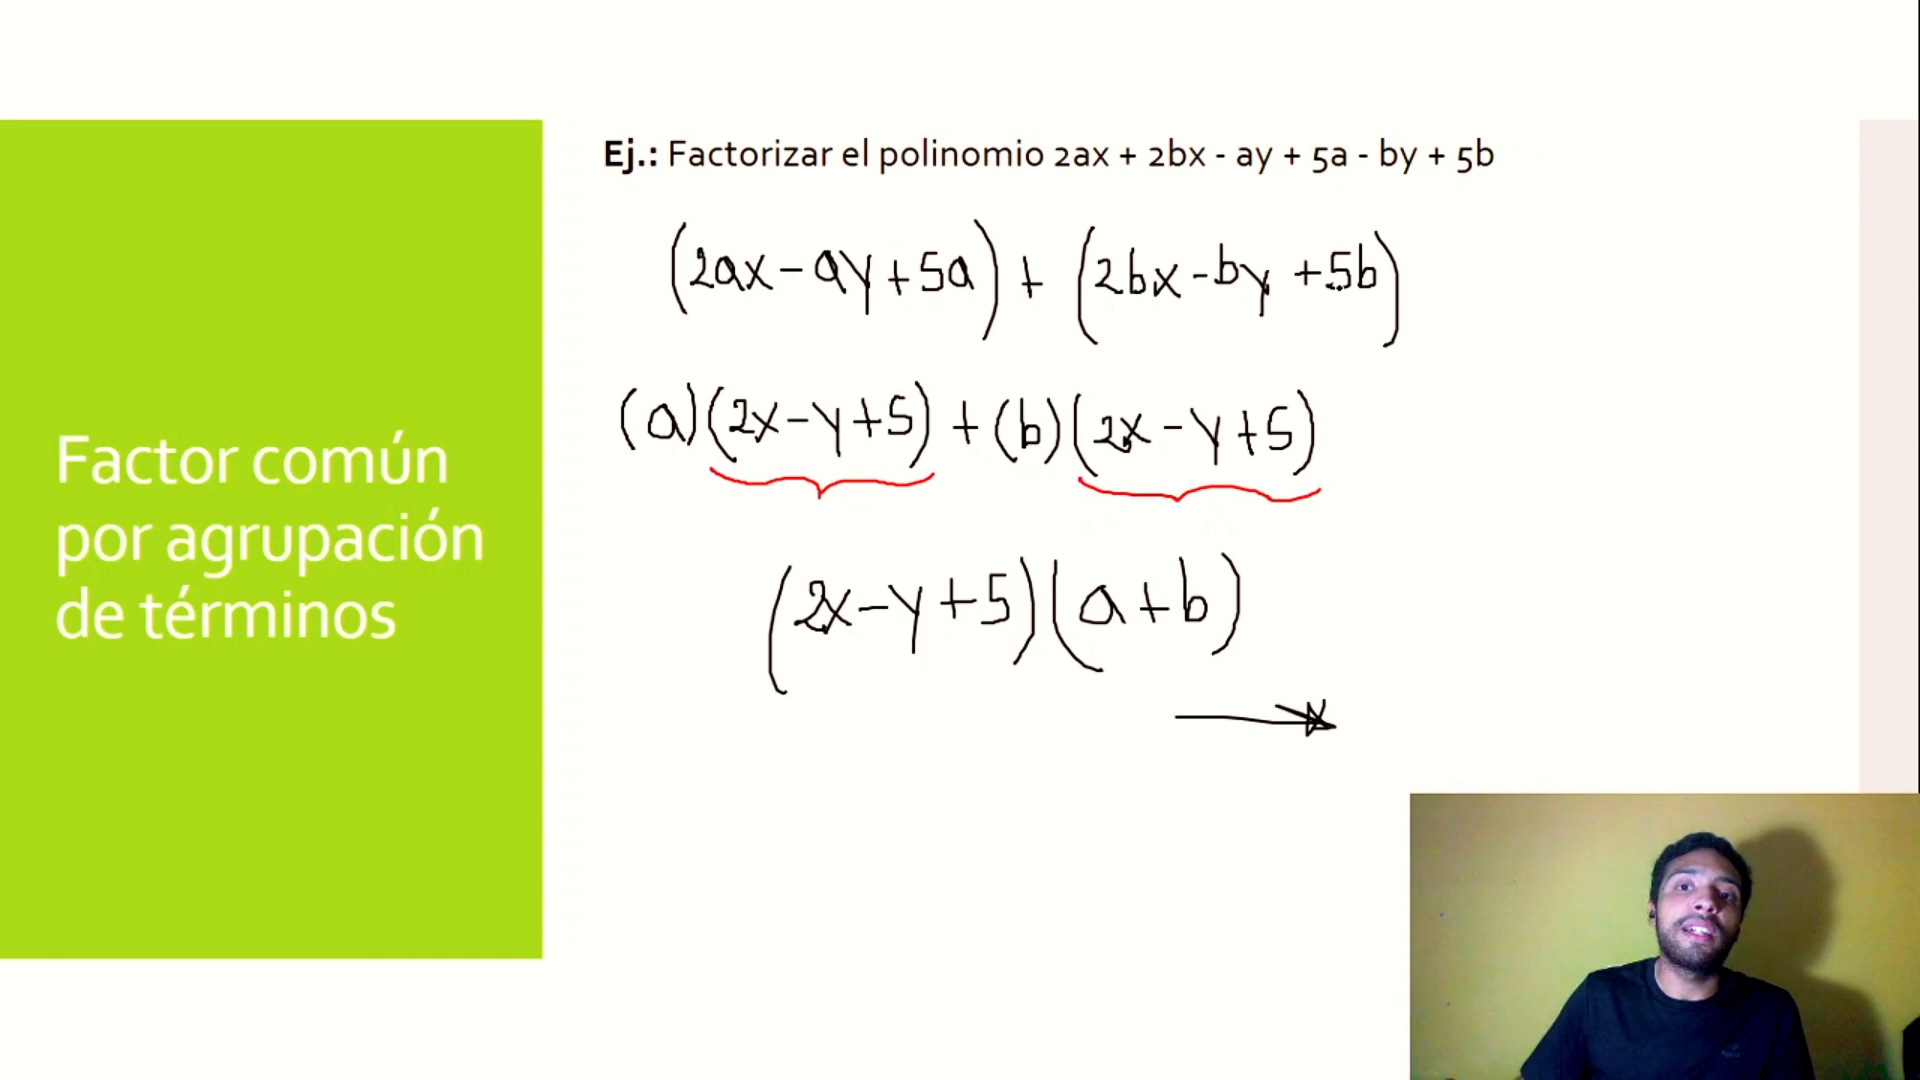 Factor común
por agrupación
de términos
Ej.: Factorizar el polinomio 2ax + 2bx - ay + 5a - by + 5b
(2ax-ay+5a) + (2bx-by+5b)
(a)(2x-y+5) + (b)(2x-y+5)
(2x-y+5)(a+b)